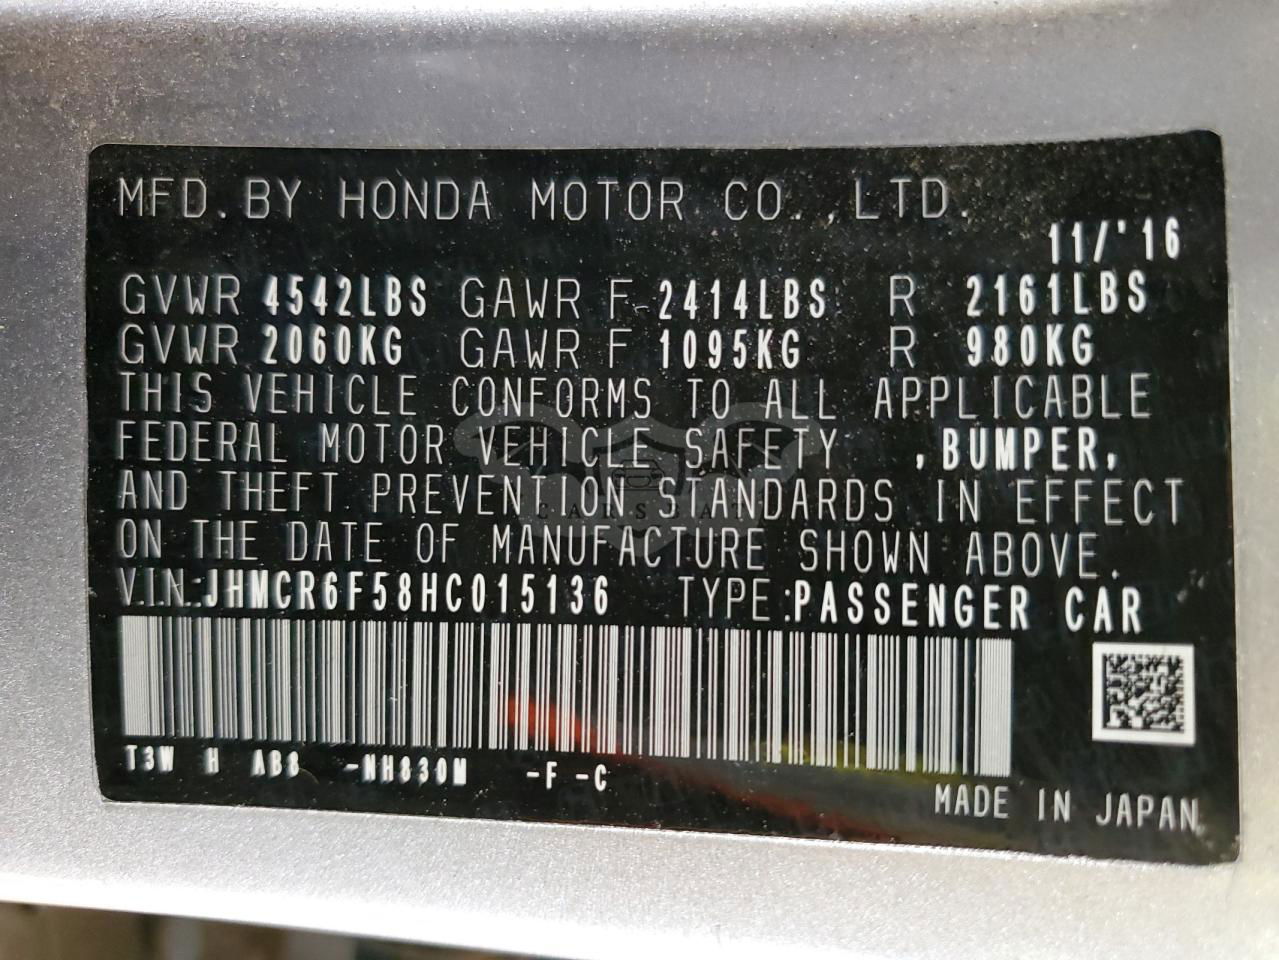 MFD. BY HONDA MOTOR CO., LTD.
11/'16
GVWR 4542LBS GAWR F 2414LBS R 2161LBS
GVWR 2060KG GAWR F 1095KG R 980KG
THIS VEHICLE CONFORMS TO ALL APPLICABLE
FEDERAL MOTOR VEHICLE SAFETY ,BUMPER,
AND THEFT PREVENTION STANDARDS IN EFFECT
ON THE DATE OF MANUFACTURE SHOWN ABOVE.
V.I.N.:JHMCR6F58HC015136 TYPE:PASSENGER CAR
T3W H AB8 -NH830M -F -C
MADE IN JAPAN